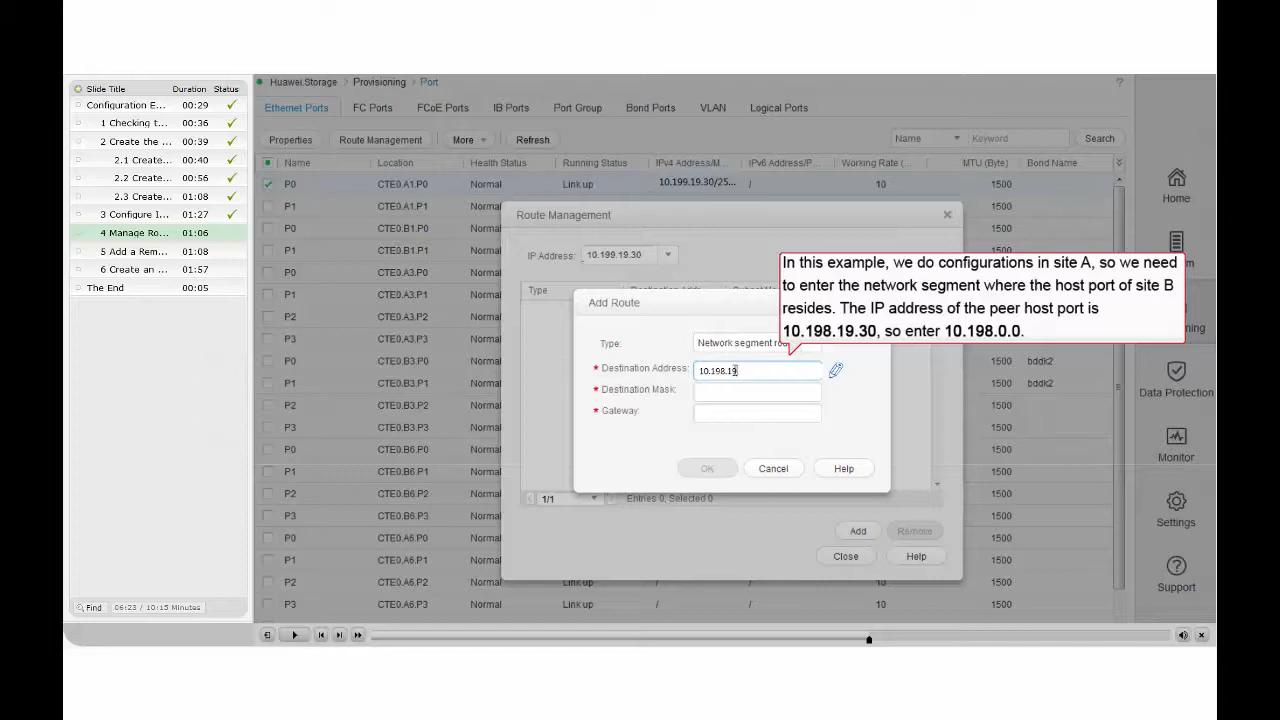 Slide Title Duration Status
Configuration E... 00:29
1 Checking t... 00:36
2 Create the ... 00:39
2.1 Create... 00:40
2.2 Create... 00:56
2.3 Create... 01:08
3 Configure I... 01:27
4 Manage Ro... 01:06
5 Add a Rem... 01:08
6 Create an ... 01:57
The End 00:05
Find 06:23 / 10:15 Minutes
Huawei.Storage Provisioning Port ?
Ethernet Ports FC Ports FCoE Ports IB Ports Port Group Bond Ports VLAN Logical Ports
Properties Route Management More Refresh Name Keyword Search
Name Location Health Status Running Status IPv4 Address/M... IPv6 Address/P... Working Rate (... MTU (Byte) Bond Name
P0 CTE0.A1.P0 Normal Link up 10.199.19.30/25... / 10 1500
P1 CTE0.A1.P1 Normal 1500
P0 CTE0.B1.P0 Normal
P1 CTE0.B1.P1 Normal
P0 CTE0.A3.P0 Normal
P1 CTE0.A3.P1 Normal
P2 CTE0.A3.P2 Normal
P3 CTE0.A3.P3 Normal
P0 CTE0.B3.P0 Normal 1500 bddik2
P1 CTE0.B3.P1 Normal 1500 bddik2
P2 CTE0.B3.P2 Normal 1500
P3 CTE0.B3.P3 Normal 1500
P0 CTE0.B6.P0 Normal 1500
P1 CTE0.B6.P1 Normal 1500
P2 CTE0.B6.P2 Normal 1500
P3 CTE0.B6.P3 Normal 1500
P0 CTE0.A6.P0 Normal 1500
P1 CTE0.A6.P1 Normal 1500
P2 CTE0.A6.P2 Normal Link up / / 10 1500
P3 CTE0.A6.P3 Normal Link up / / 10 1500
Route Management
IP Address: 10.199.19.30
Type
Add Route
Type: Network segment
* Destination Address: 10.198.19
* Destination Mask:
* Gateway:
OK Cancel Help
1/1 Entries 0, Selected 0
Add Remove
Close Help
In this example, we do configurations in site A, so we need
to enter the network segment where the host port of site B
resides. The IP address of the peer host port is
10.198.19.30, so enter 10.198.0.0.
Home
Data Protection
Monitor
Settings
Support